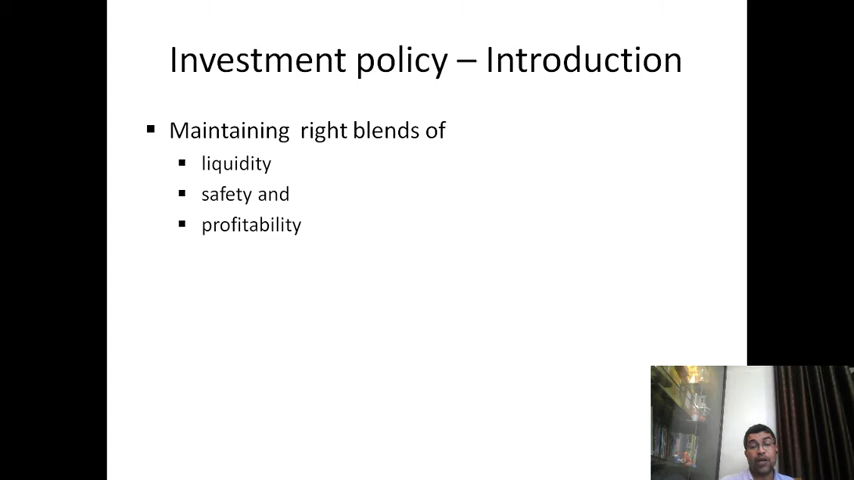 Investment policy – Introduction
▪ Maintaining right blends of
▪ liquidity
▪ safety and
▪ profitability